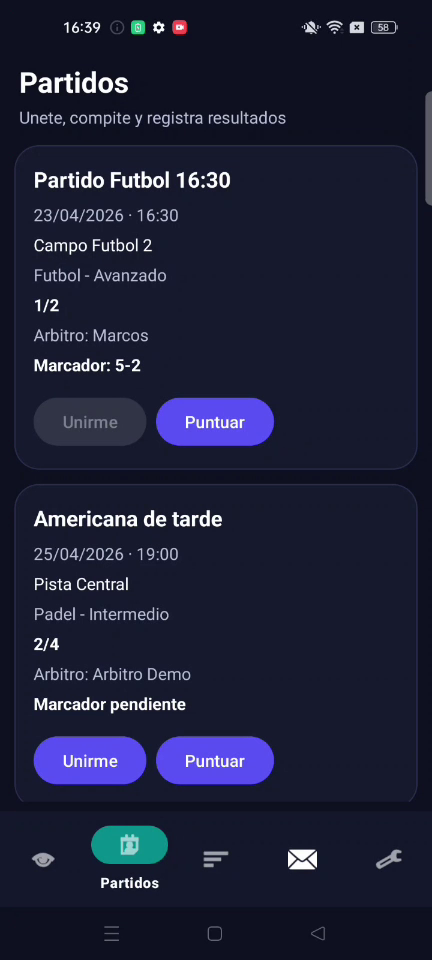 16:39
58
Partidos
Unete, compite y registra resultados
Partido Futbol 16:30
23/04/2026 · 16:30
Campo Futbol 2
Futbol - Avanzado
1/2
Arbitro: Marcos
Marcador: 5-2
Unirme
Puntuar
Americana de tarde
25/04/2026 · 19:00
Pista Central
Padel - Intermedio
2/4
Arbitro: Arbitro Demo
Marcador pendiente
Unirme
Puntuar
Partidos